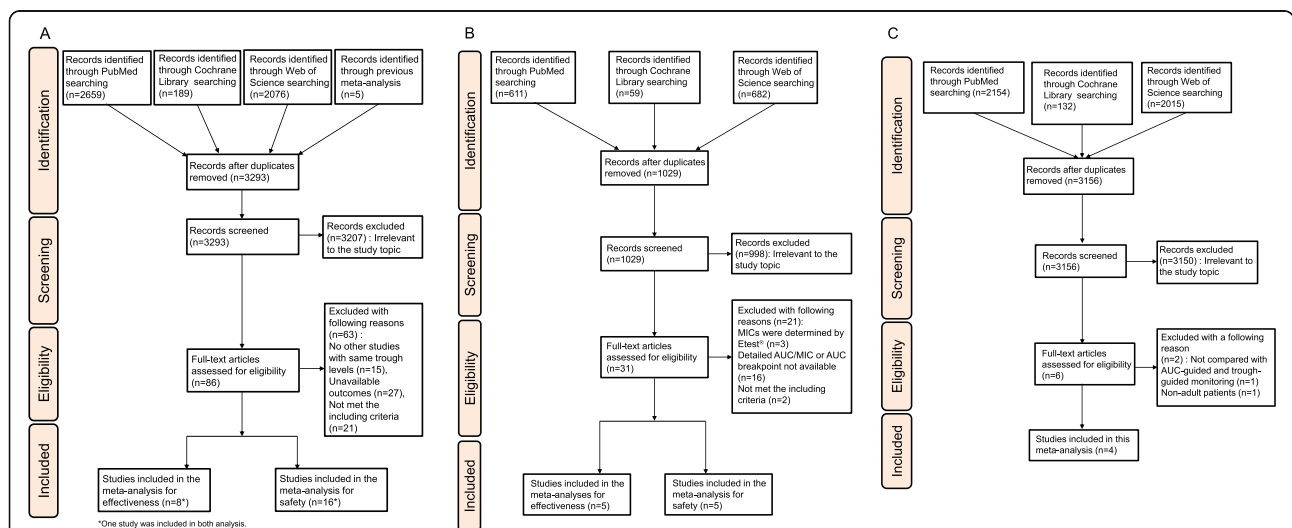 A
Identification
Records identified
through PubMed
searching
(n=2659)
Records identified
through Cochrane
Library searching
(n=189)
Records identified
through Web of
Science searching
(n=2076)
Records identified
through previous
meta-analysis
(n=5)
Records after duplicates
removed (n=3293)
Screening
Records screened
(n=3293)
Records excluded
(n=3207) : Irrelevant
to the study topic
Eligibility
Full-text articles
assessed for eligibility
(n=86)
Excluded with
following reasons
(n=63) :
No other studies
with same trough
levels (n=15),
Unavailable
outcomes (n=27),
Not met the
including criteria
(n=21)
Included
Studies included in the
meta-analysis for
effectiveness (n=8*)
Studies included in the
meta-analysis for
safety (n=16*)
*One study was included in both analysis.
B
Identification
Records identified
through PubMed
searching
(n=611)
Records identified
through Cochrane
Library searching
(n=59)
Records identified
through Web of
Science searching
(n=682)
Records after duplicates
removed (n=1029)
Screening
Records screened
(n=1029)
Records excluded
(n=998): Irrelevant to
the study topic
Eligibility
Full-text articles
assessed for eligibility
(n=31)
Excluded with following
reasons (n=21):
MICs were determined by
Etest® (n=3)
Detailed AUC/MIC or AUC
breakpoint not available
(n=16)
Not met the including
criteria (n=2)
Included
Studies included in the
meta-analyses for
effectiveness (n=5)
Studies included in the
meta-analysis for safety
(n=5)
C
Identification
Records identified
through PubMed
searching (n=2154)
Records identified
through Cochrane
Library searching
(n=132)
Records identified
through Web of
Science searching
(n=2015)
Records after duplicates
removed (n=3156)
Screening
Records screened
(n=3156)
Records excluded
(n=3150) : Irrelevant to
the study topic
Eligibility
Full-text articles
assessed for eligibility
(n=6)
Excluded with a following
reason
(n=2) : Not compared with
AUC-guided and trough-
guided monitoring (n=1)
Non-adult patients (n=1)
Included
Studies included in this
meta-analysis (n=4)